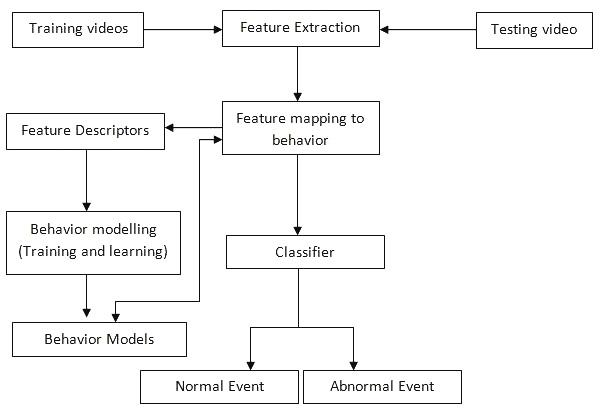 Training videos
Feature Extraction
Testing video
Feature mapping to
behavior
Feature Descriptors
Behavior modelling
(Training and learning)
Classifier
Behavior Models
Normal Event
Abnormal Event